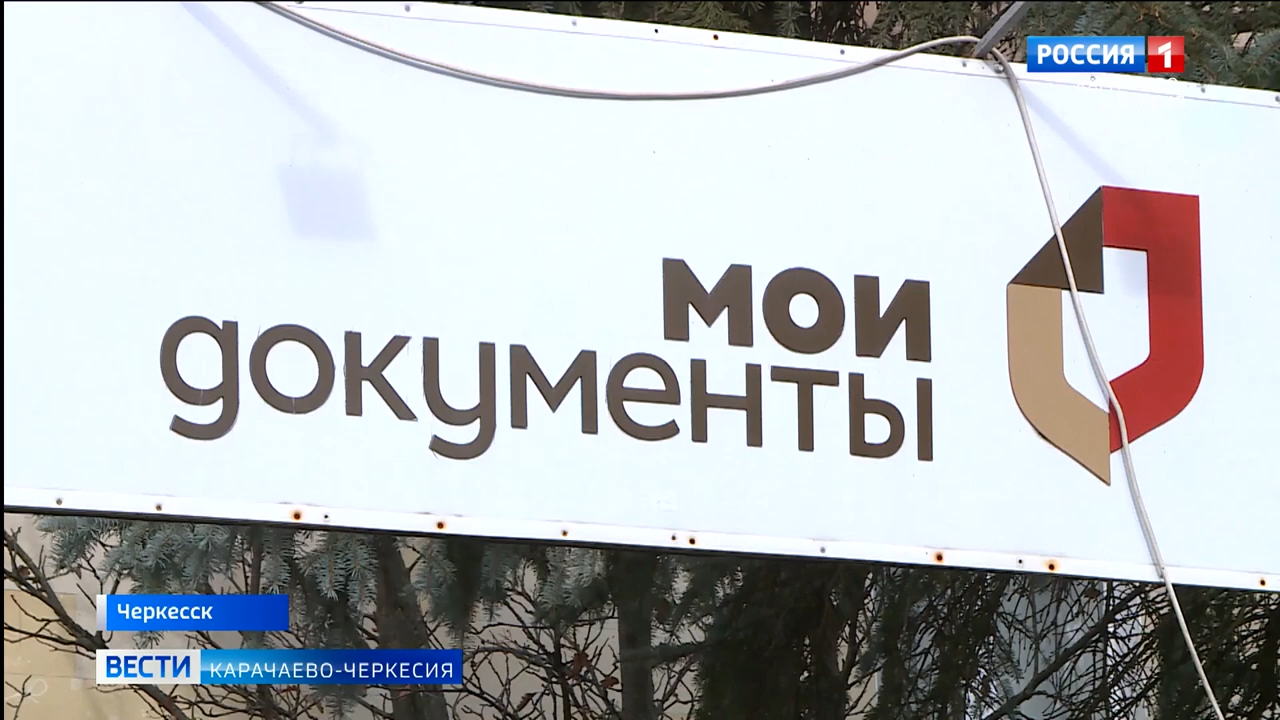 РОССИЯ 1
мои
документы
Черкесск
ВЕСТИ КАРАЧАЕВО-ЧЕРКЕСИЯ